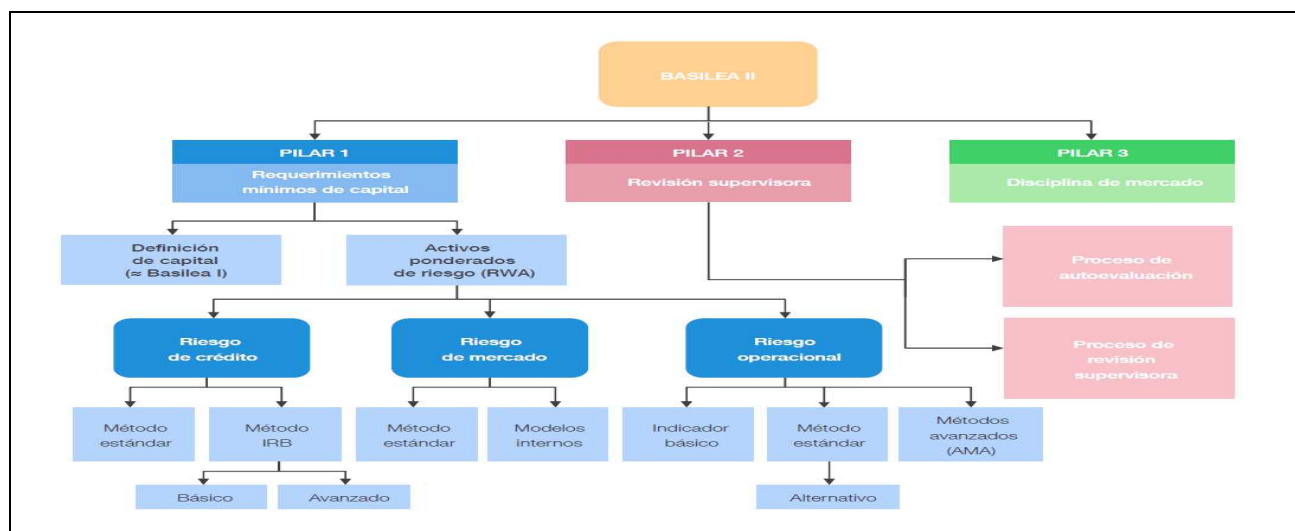 BASILEA II
PILAR 1
Requerimientos
mínimos de capital
PILAR 2
Revisión supervisora
PILAR 3
Disciplina de mercado
Definición
de capital
(≈ Basilea I)
Activos
ponderados
de riesgo (RWA)
Proceso de
autoevaluación
Riesgo
de crédito
Riesgo
de mercado
Riesgo
operacional
Proceso de
revisión
supervisora
Método
estándar
Método
IRB
Método
estándar
Modelos
internos
Indicador
básico
Método
estándar
Métodos
avanzados
(AMA)
Básico
Avanzado
Alternativo